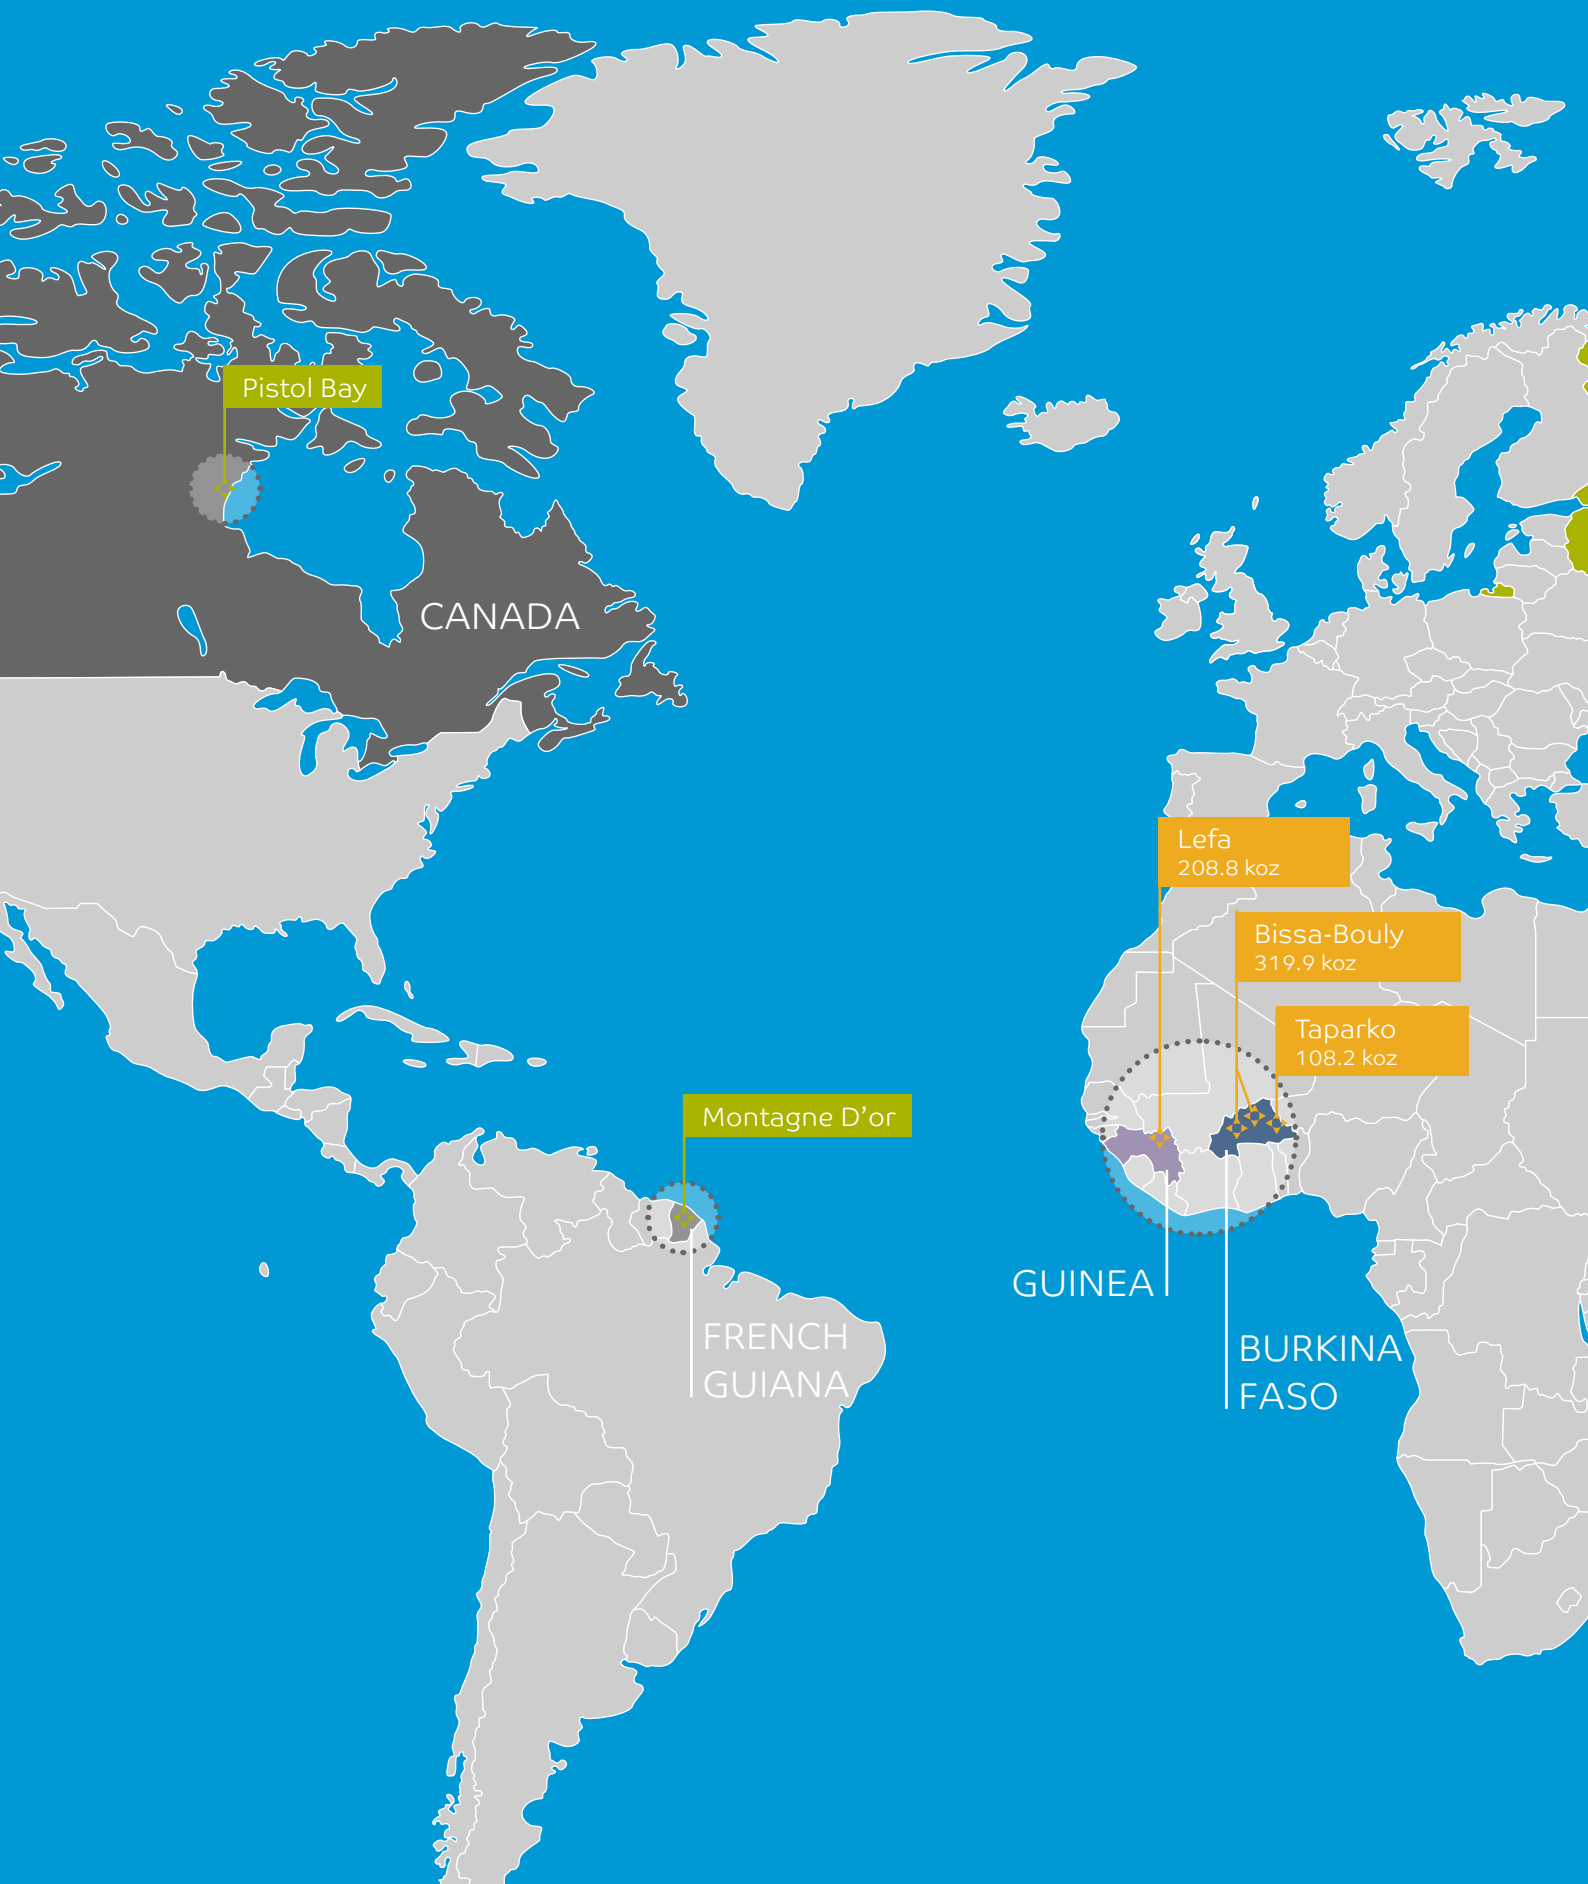 Pistol Bay
CANADA
Lefa
208.8 koz
Bissa-Bouly
319.9 koz
Taparko
108.2 koz
Montagne D’or
GUINEA
FRENCH
GUIANA
BURKINA
FASO